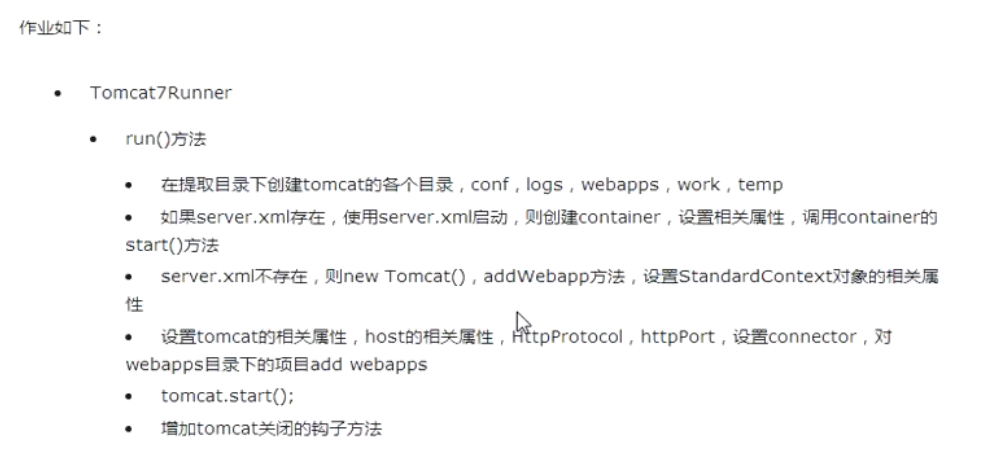 作业如下：
Tomcat7Runner
run()方法
在提取目录下创建tomcat的各个目录，conf，logs，webapps，work，temp
如果server.xml存在，使用server.xml启动，则创建container，设置相关属性，调用container的
start()方法
server.xml不存在，则new Tomcat()，addWebapp方法，设置StandardContext对象的相关属
性
设置tomcat的相关属性，host的相关属性，HttpProtocol，httpPort，设置connector，对
webapps目录下的项目add webapps
tomcat.start();
增加tomcat关闭的钩子方法